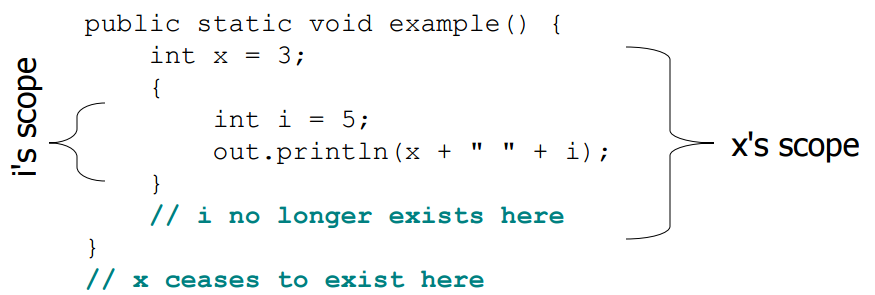 public static void example() {
int x = 3;
{
int i = 5;
out.println(x + " " + i);
}
// i no longer exists here
}
// x ceases to exist here
i's scope
x's scope